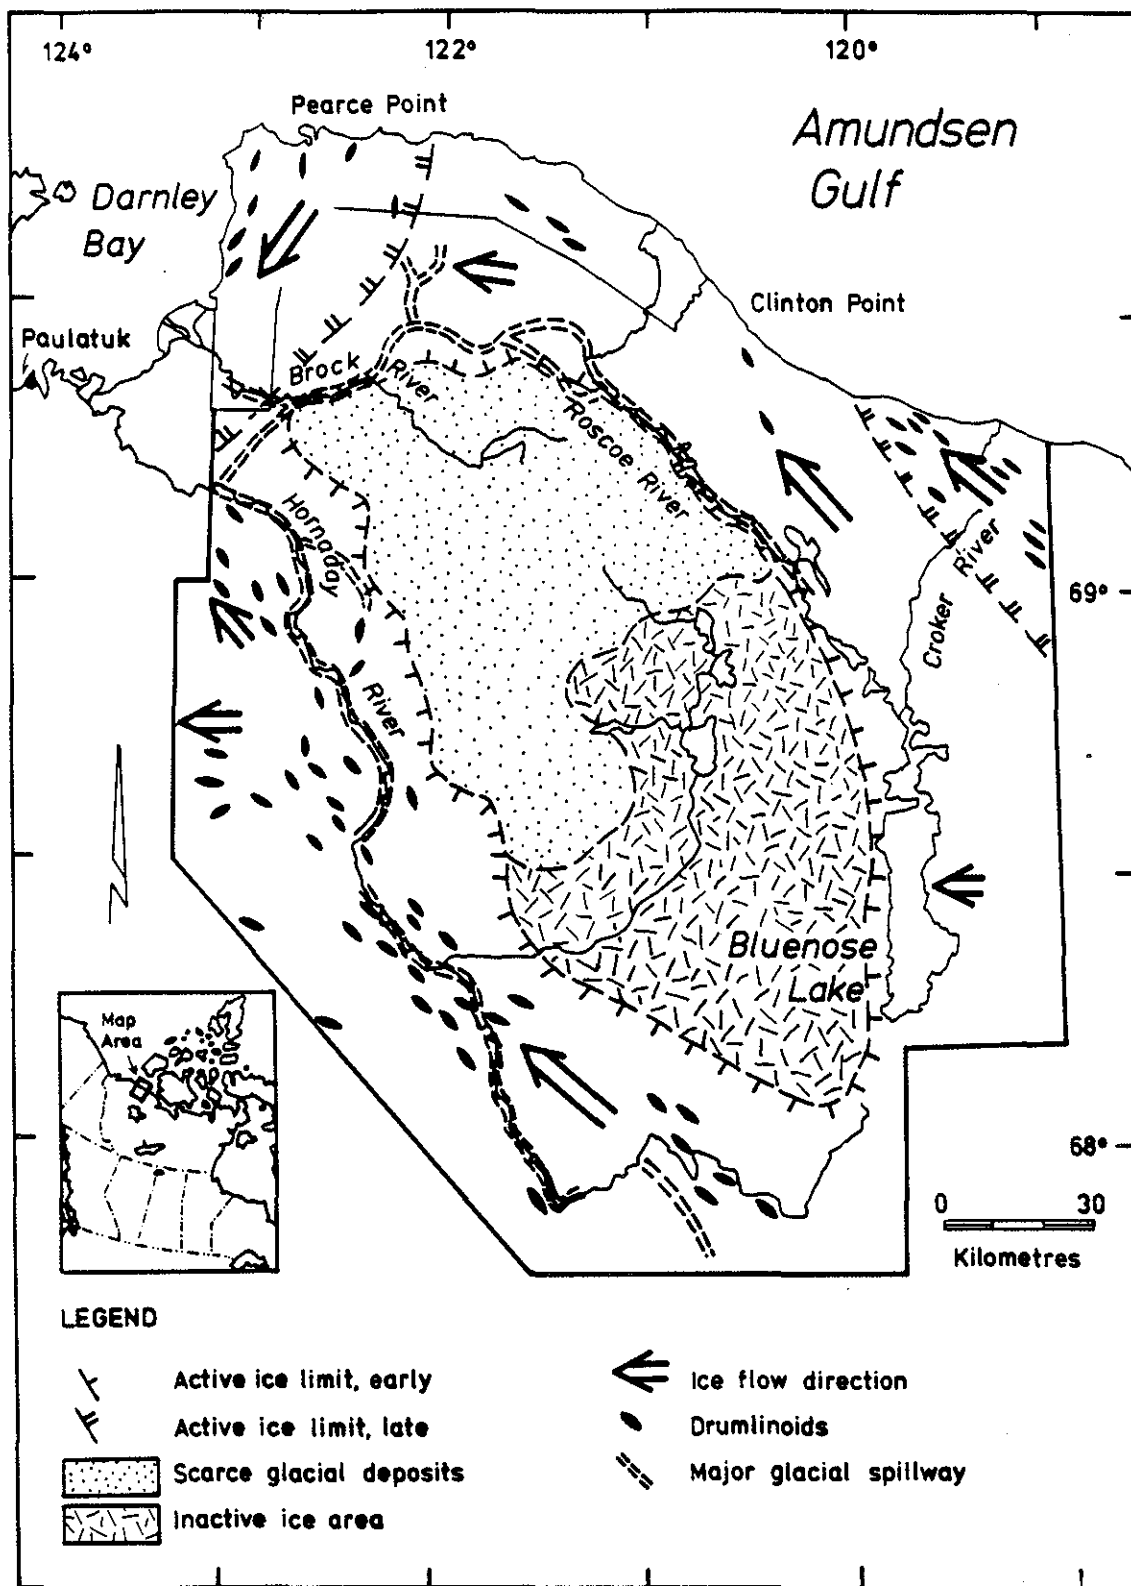 124°
122°
120°
Pearce Point
Amundsen
Gulf
Darnley
Bay
Clinton Point
Paulatuk
Brock
River
Roscoe River
Hornaday
River
Croker River
69°
Bluenose
Lake
Map
Area
68°
0 30
Kilometres
LEGEND
Active ice limit, early
Active ice limit, late
Scarce glacial deposits
Inactive ice area
Ice flow direction
Drumlinoids
Major glacial spillway